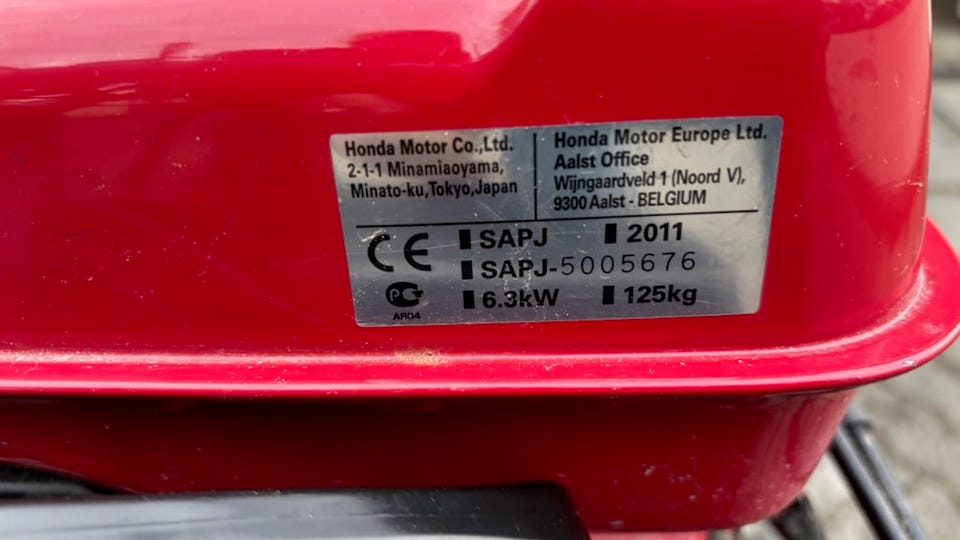 Honda Motor Co.,Ltd.
2-1-1 Minamiaoyama,
Minato-ku,Tokyo,Japan
Honda Motor Europe Ltd.
Aalst Office
Wijngaardveld 1 (Noord V),
9300 Aalst - BELGIUM
CE
SAPJ 2011
SAPJ-5005676
6.3kW 125kg
PCT